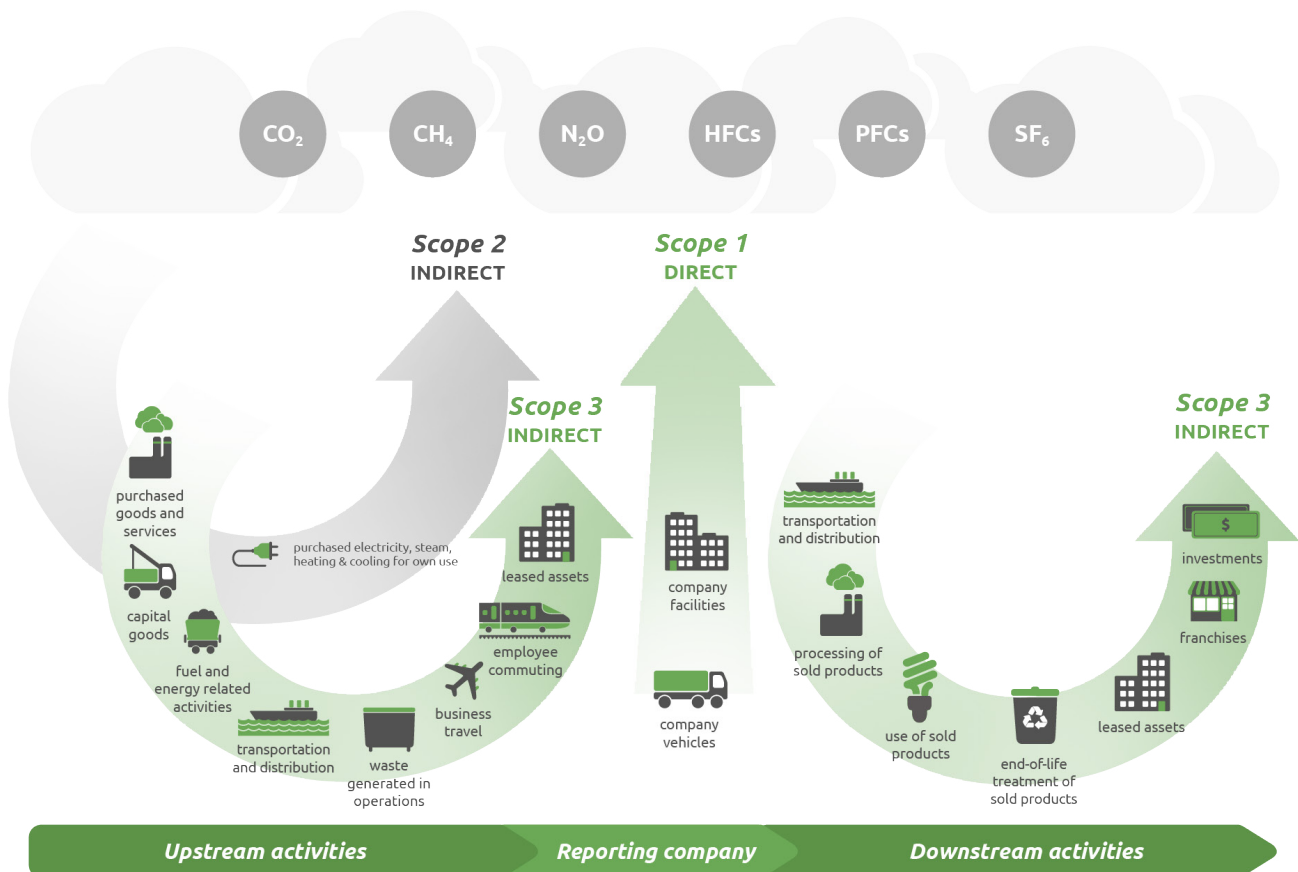 CO₂
CH₄
N₂O
HFCs
PFCs
SF₆
Scope 2
INDIRECT
Scope 1
DIRECT
Scope 3
INDIRECT
Scope 3
INDIRECT
purchased
goods and
services
capital
goods
fuel and
energy related
activities
purchased electricity, steam,
heating & cooling for own use
transportation
and distribution
waste
generated in
operations
business
travel
employee
commuting
leased assets
company
facilities
company
vehicles
transportation
and distribution
processing of
sold products
use of sold
products
end-of-life
treatment of
sold products
leased assets
franchises
$
investments
Upstream activities
Reporting company
Downstream activities